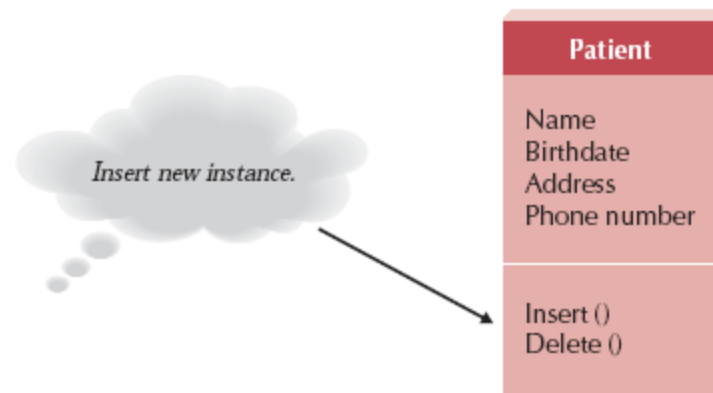 Patient
Insert new instance.
Name
Birthdate
Address
Phone number
Insert ()
Delete ()